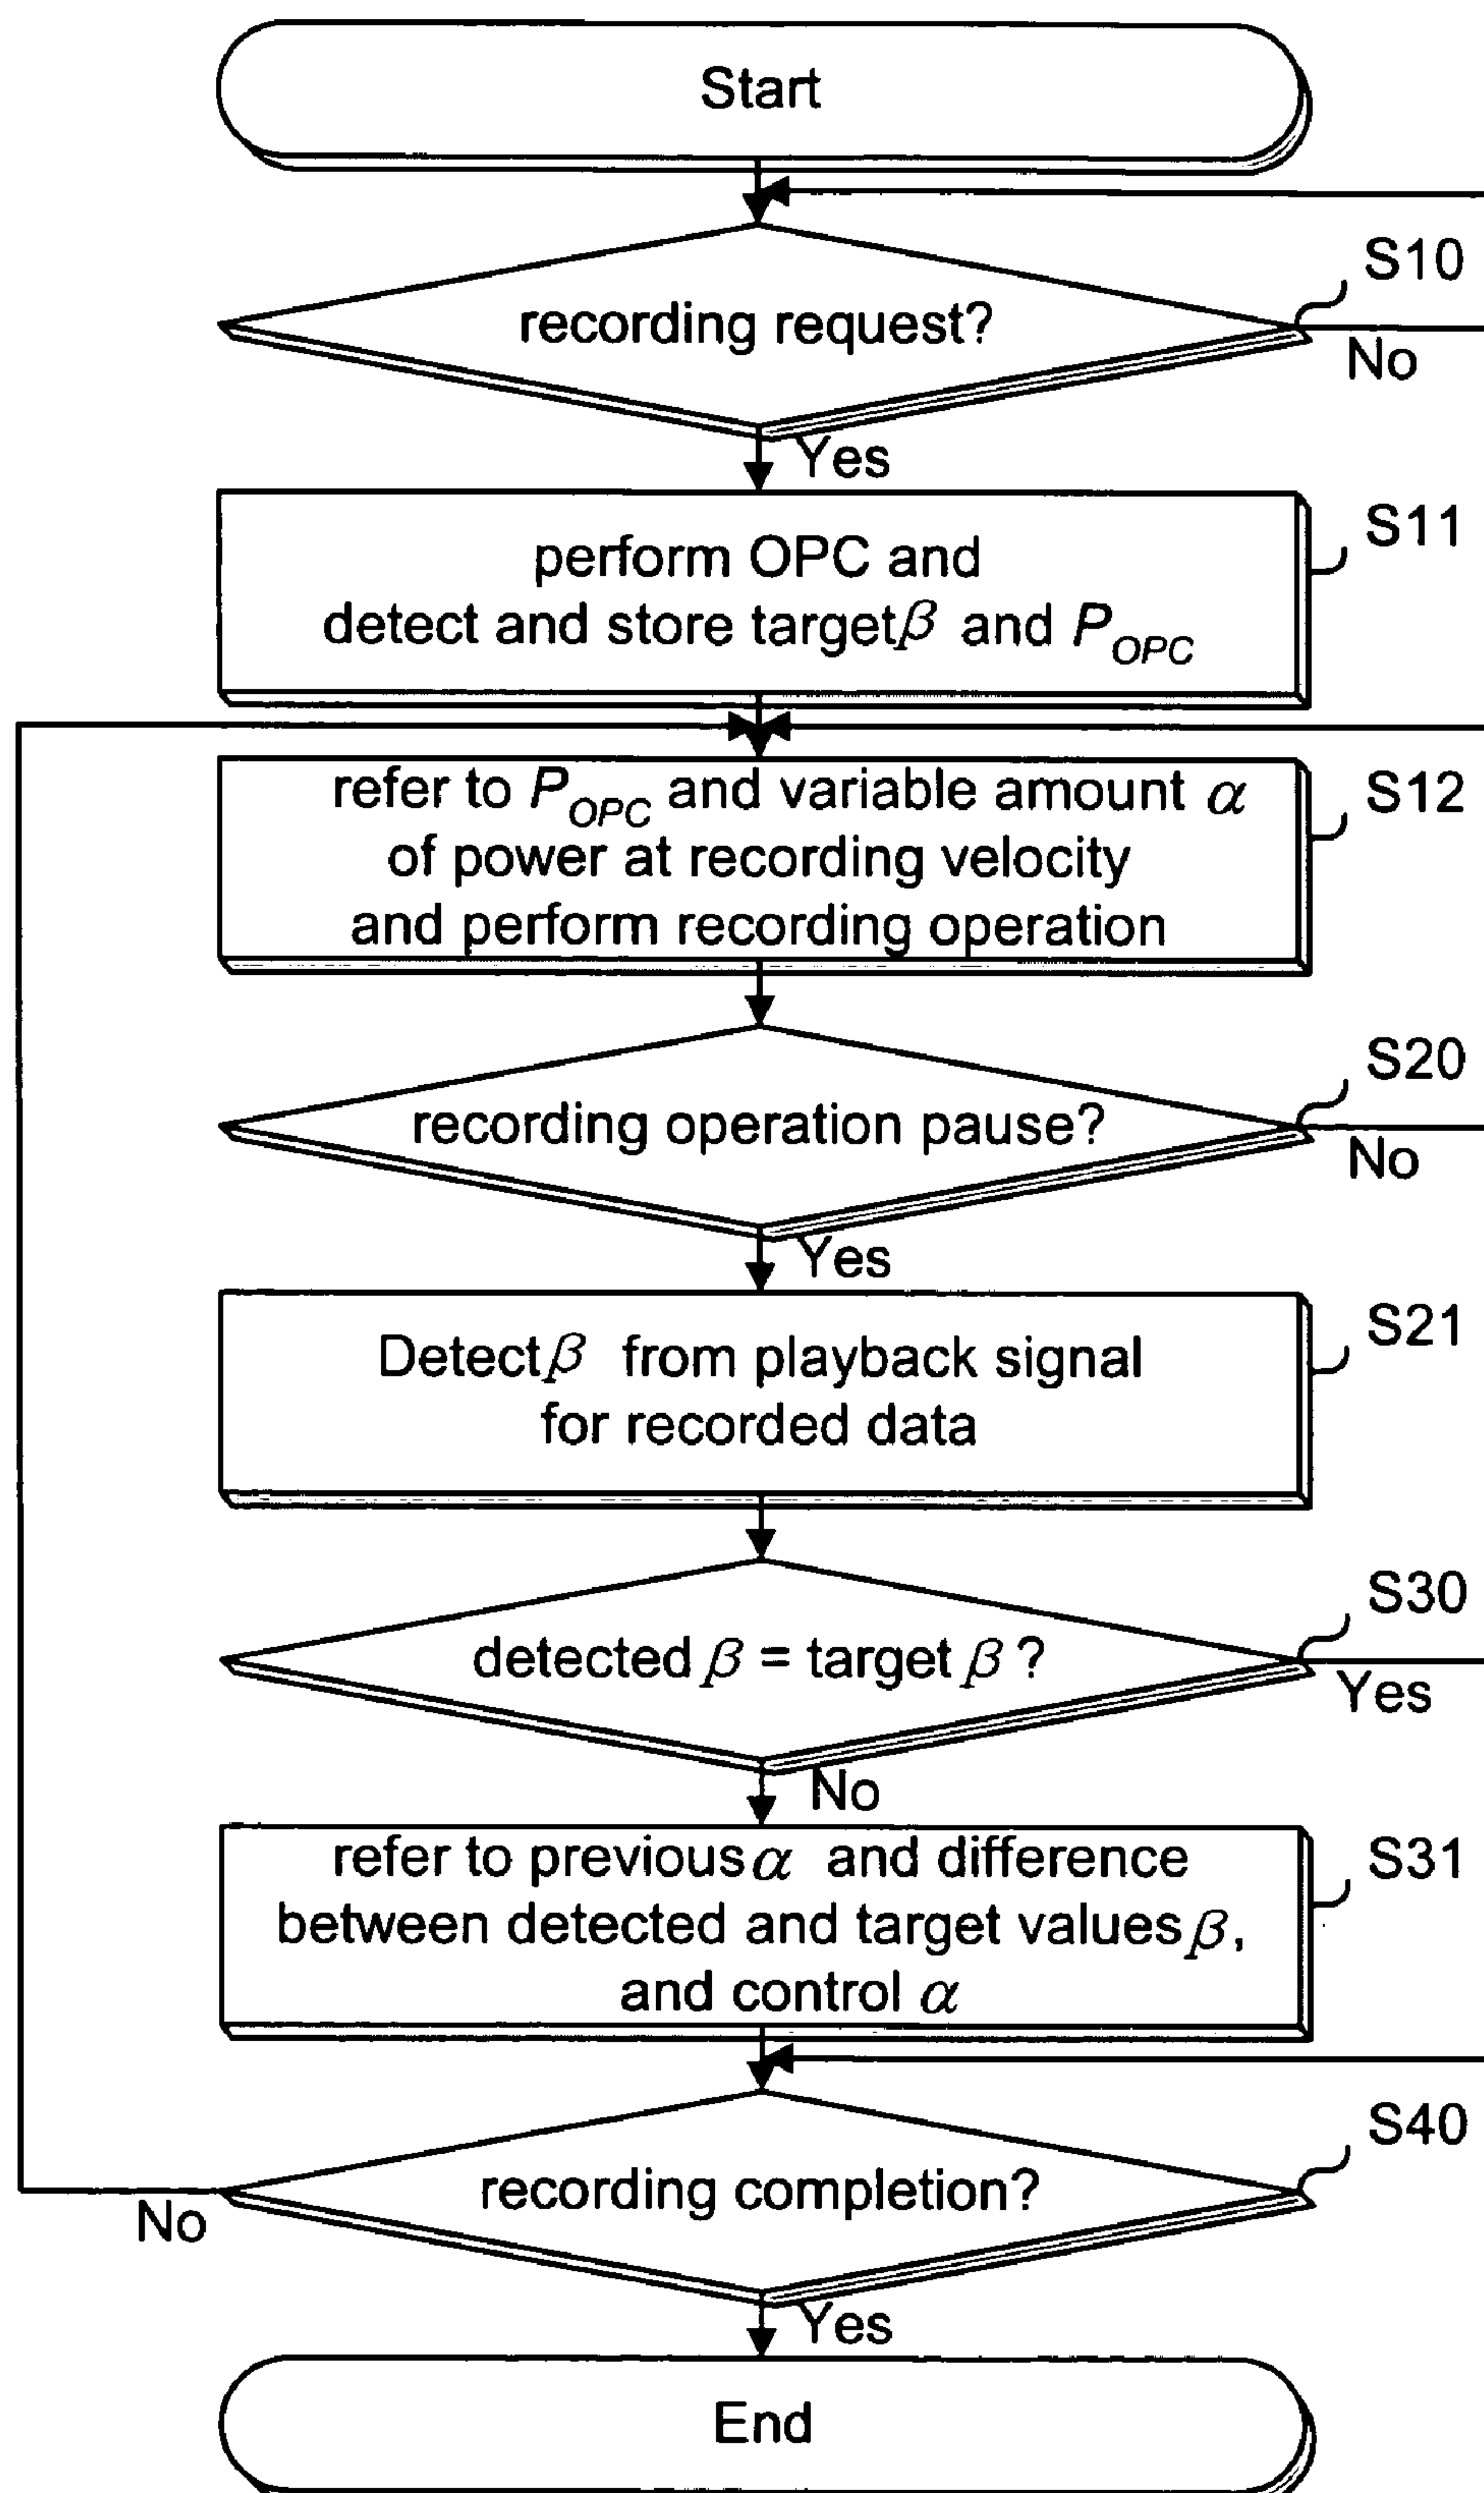 Start
S10
recording request?
No
Yes
S11
perform OPC and
detect and store target β and P_OPC
S12
refer to P_OPC and variable amount α
of power at recording velocity
and perform recording operation
S20
recording operation pause?
No
Yes
S21
Detect β from playback signal
for recorded data
S30
detected β = target β ?
Yes
No
S31
refer to previous α and difference
between detected and target values β,
and control α
S40
recording completion?
No
Yes
End